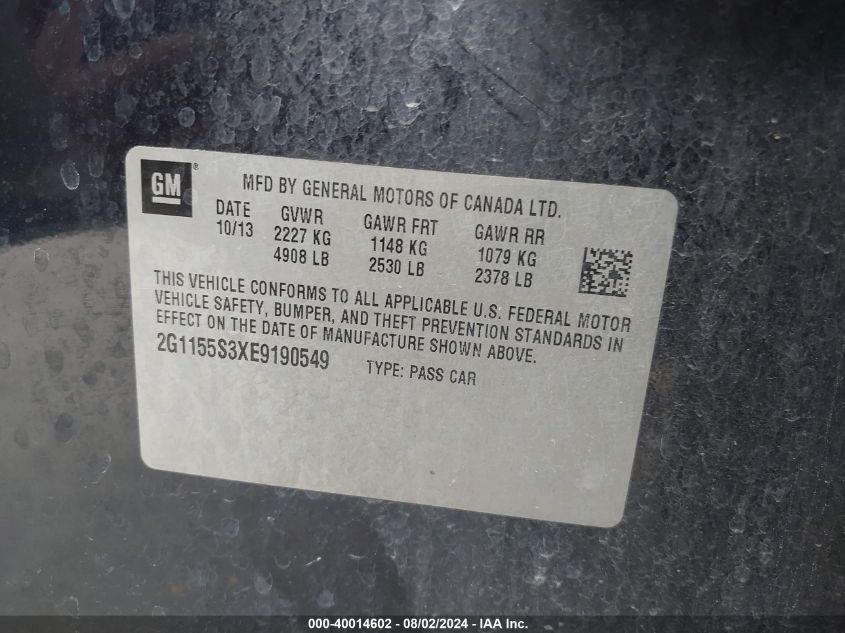 GM ®
MFD BY GENERAL MOTORS OF CANADA LTD.
DATE GVWR GAWR FRT GAWR RR
10/13 2227 KG 1148 KG 1079 KG
4908 LB 2530 LB 2378 LB
THIS VEHICLE CONFORMS TO ALL APPLICABLE U.S. FEDERAL MOTOR
VEHICLE SAFETY, BUMPER, AND THEFT PREVENTION STANDARDS IN
EFFECT ON THE DATE OF MANUFACTURE SHOWN ABOVE.
2G1155S3XE9190549 TYPE: PASS CAR
000-40014602 - 08/02/2024 - IAA Inc.